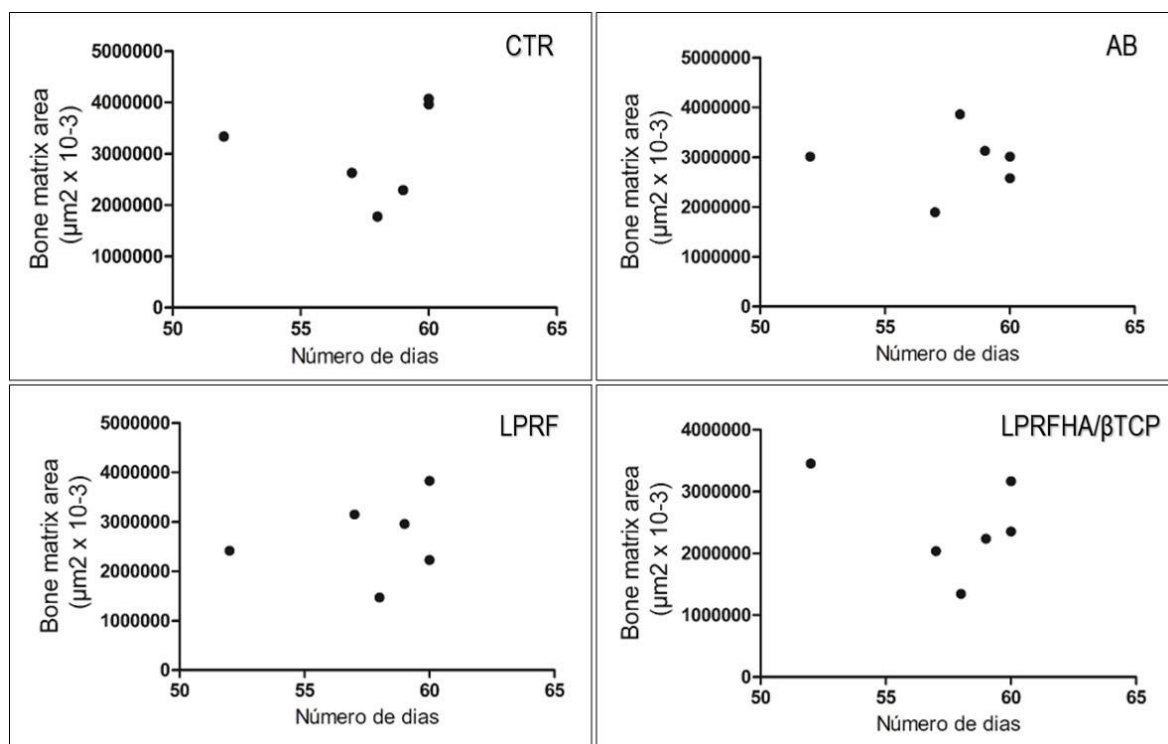 CTR
Bone matrix area
(µm2 x 10-3)
5000000
4000000
3000000
2000000
1000000
0
50 55 60 65
Número de dias
AB
Bone matrix area
(µm2 x 10-3)
5000000
4000000
3000000
2000000
1000000
0
50 55 60 65
Número de dias
LPRF
Bone matrix area
(µm2 x 10-3)
5000000
4000000
3000000
2000000
1000000
0
50 55 60 65
Número de dias
LPRFHA/βTCP
Bone matrix area
(µm2 x 10-3)
4000000
3000000
2000000
1000000
0
50 55 60 65
Número de dias